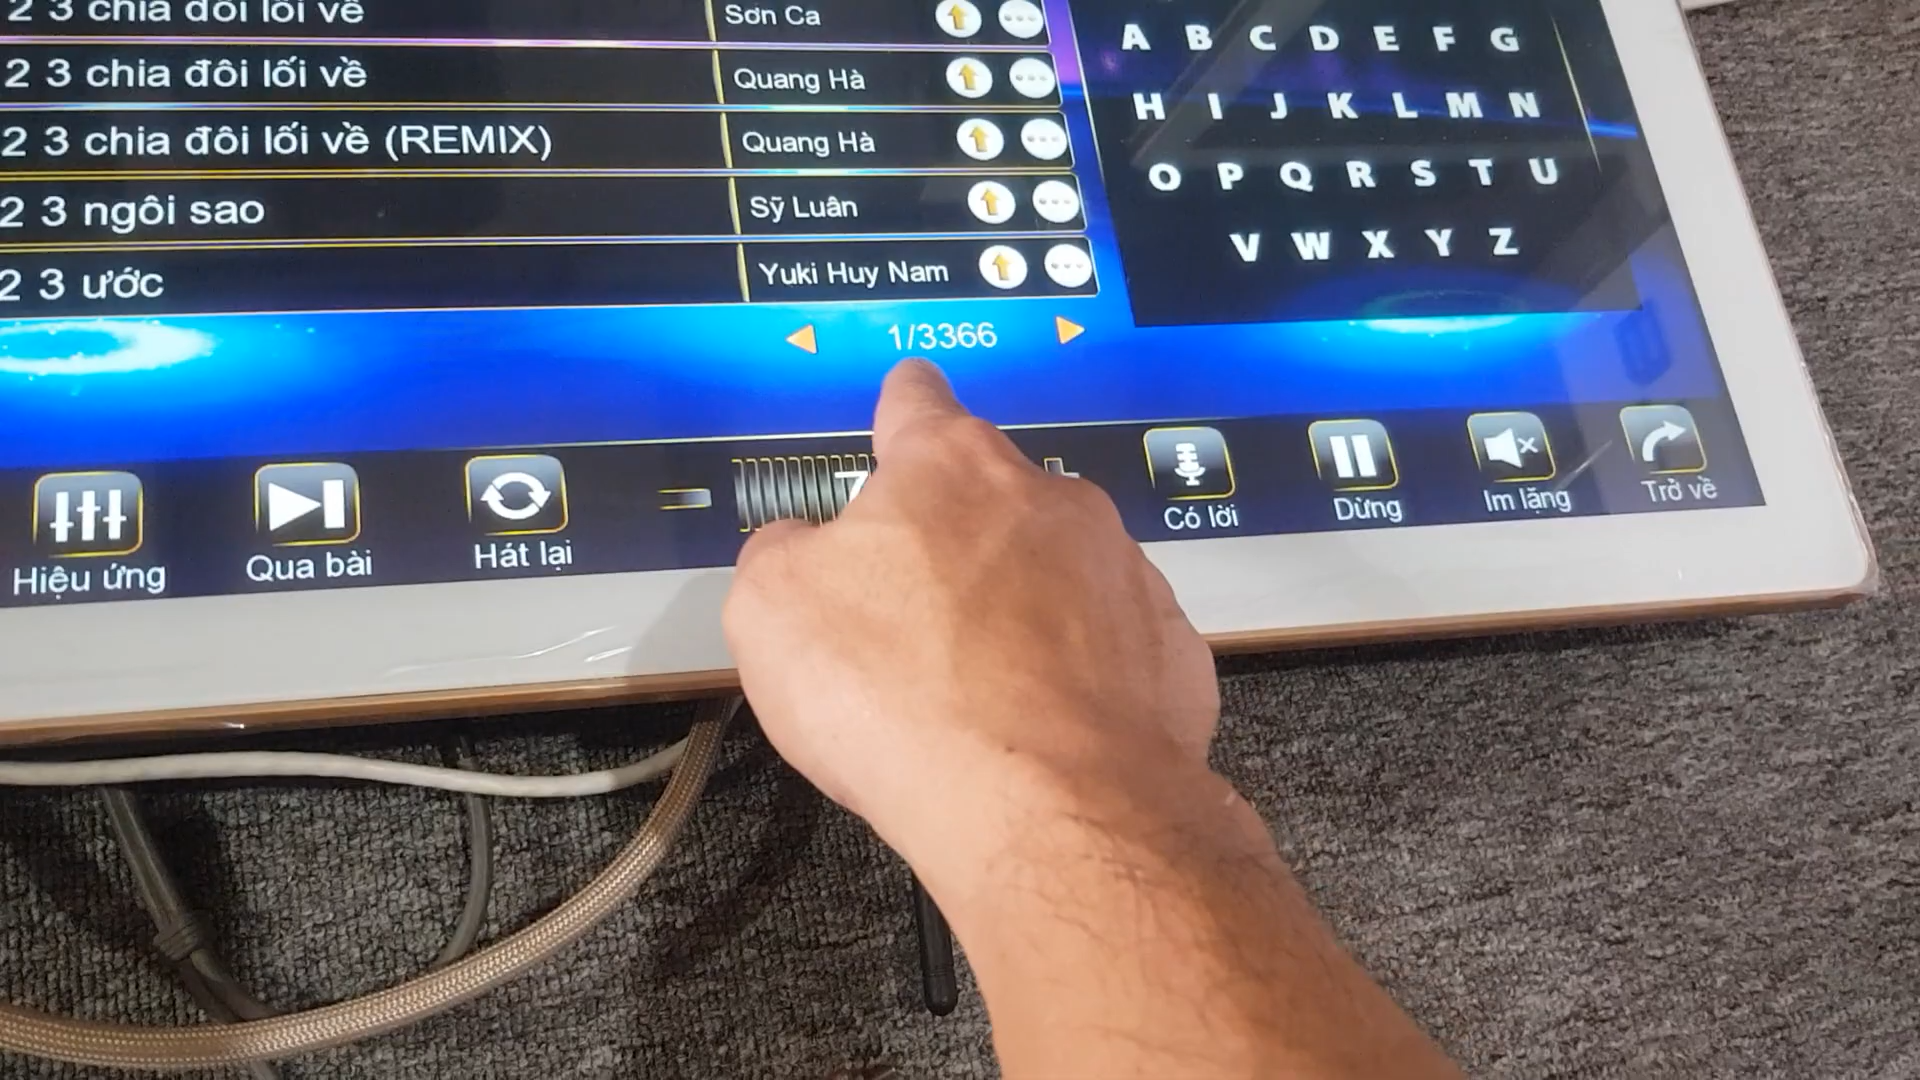 2 3 chia đôi lối về
Sơn Ca
2 3 chia đôi lối về
Quang Hà
2 3 chia đôi lối về (REMIX)
Quang Hà
2 3 ngôi sao
Sỹ Luân
2 3 ước
Yuki Huy Nam
1/3366
A B C D E F G
H I J K L M N
O P Q R S T U
V W X Y Z
Hiệu ứng
Qua bài
Hát lại
7
Có lời
Dừng
Im lặng
Trở về